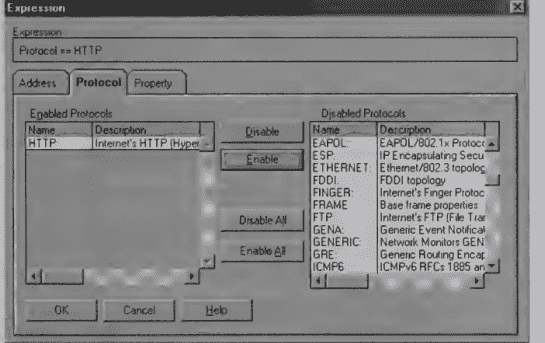 Expression
Expression
Protocol == HTTP
Address Protocol Property
Enabled Protocols
Name Description
HTTP: Internet's HTTP (Hyper
Disable
Enable
Disable All
Enable All
Disabled Protocols
Name Description
EAPOL: EAPOL/802.1x Protocc
ESP: IP Encapsulating Secu
ETHERNET: Ethernet/802.3 topolog
FDDI: FDDI topology
FINGER: Internet's Finger Protoc
FRAME Base frame properties
FTP: Internet's FTP (File Trar
GENA: Generic Event Notificat
GENERIC: Network Monitors GEN
GRE: Generic Routing Encap
ICMP6 ICMPv6 RFCs 1885 an
OK Cancel Help